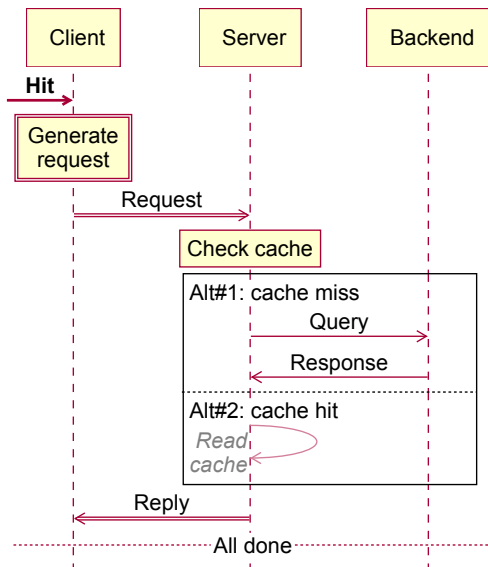 Client
Server
Backend
Hit
Generate
request
Request
Check cache
Alt#1: cache miss
Query
Response
Alt#2: cache hit
Read
cache
Reply
All done